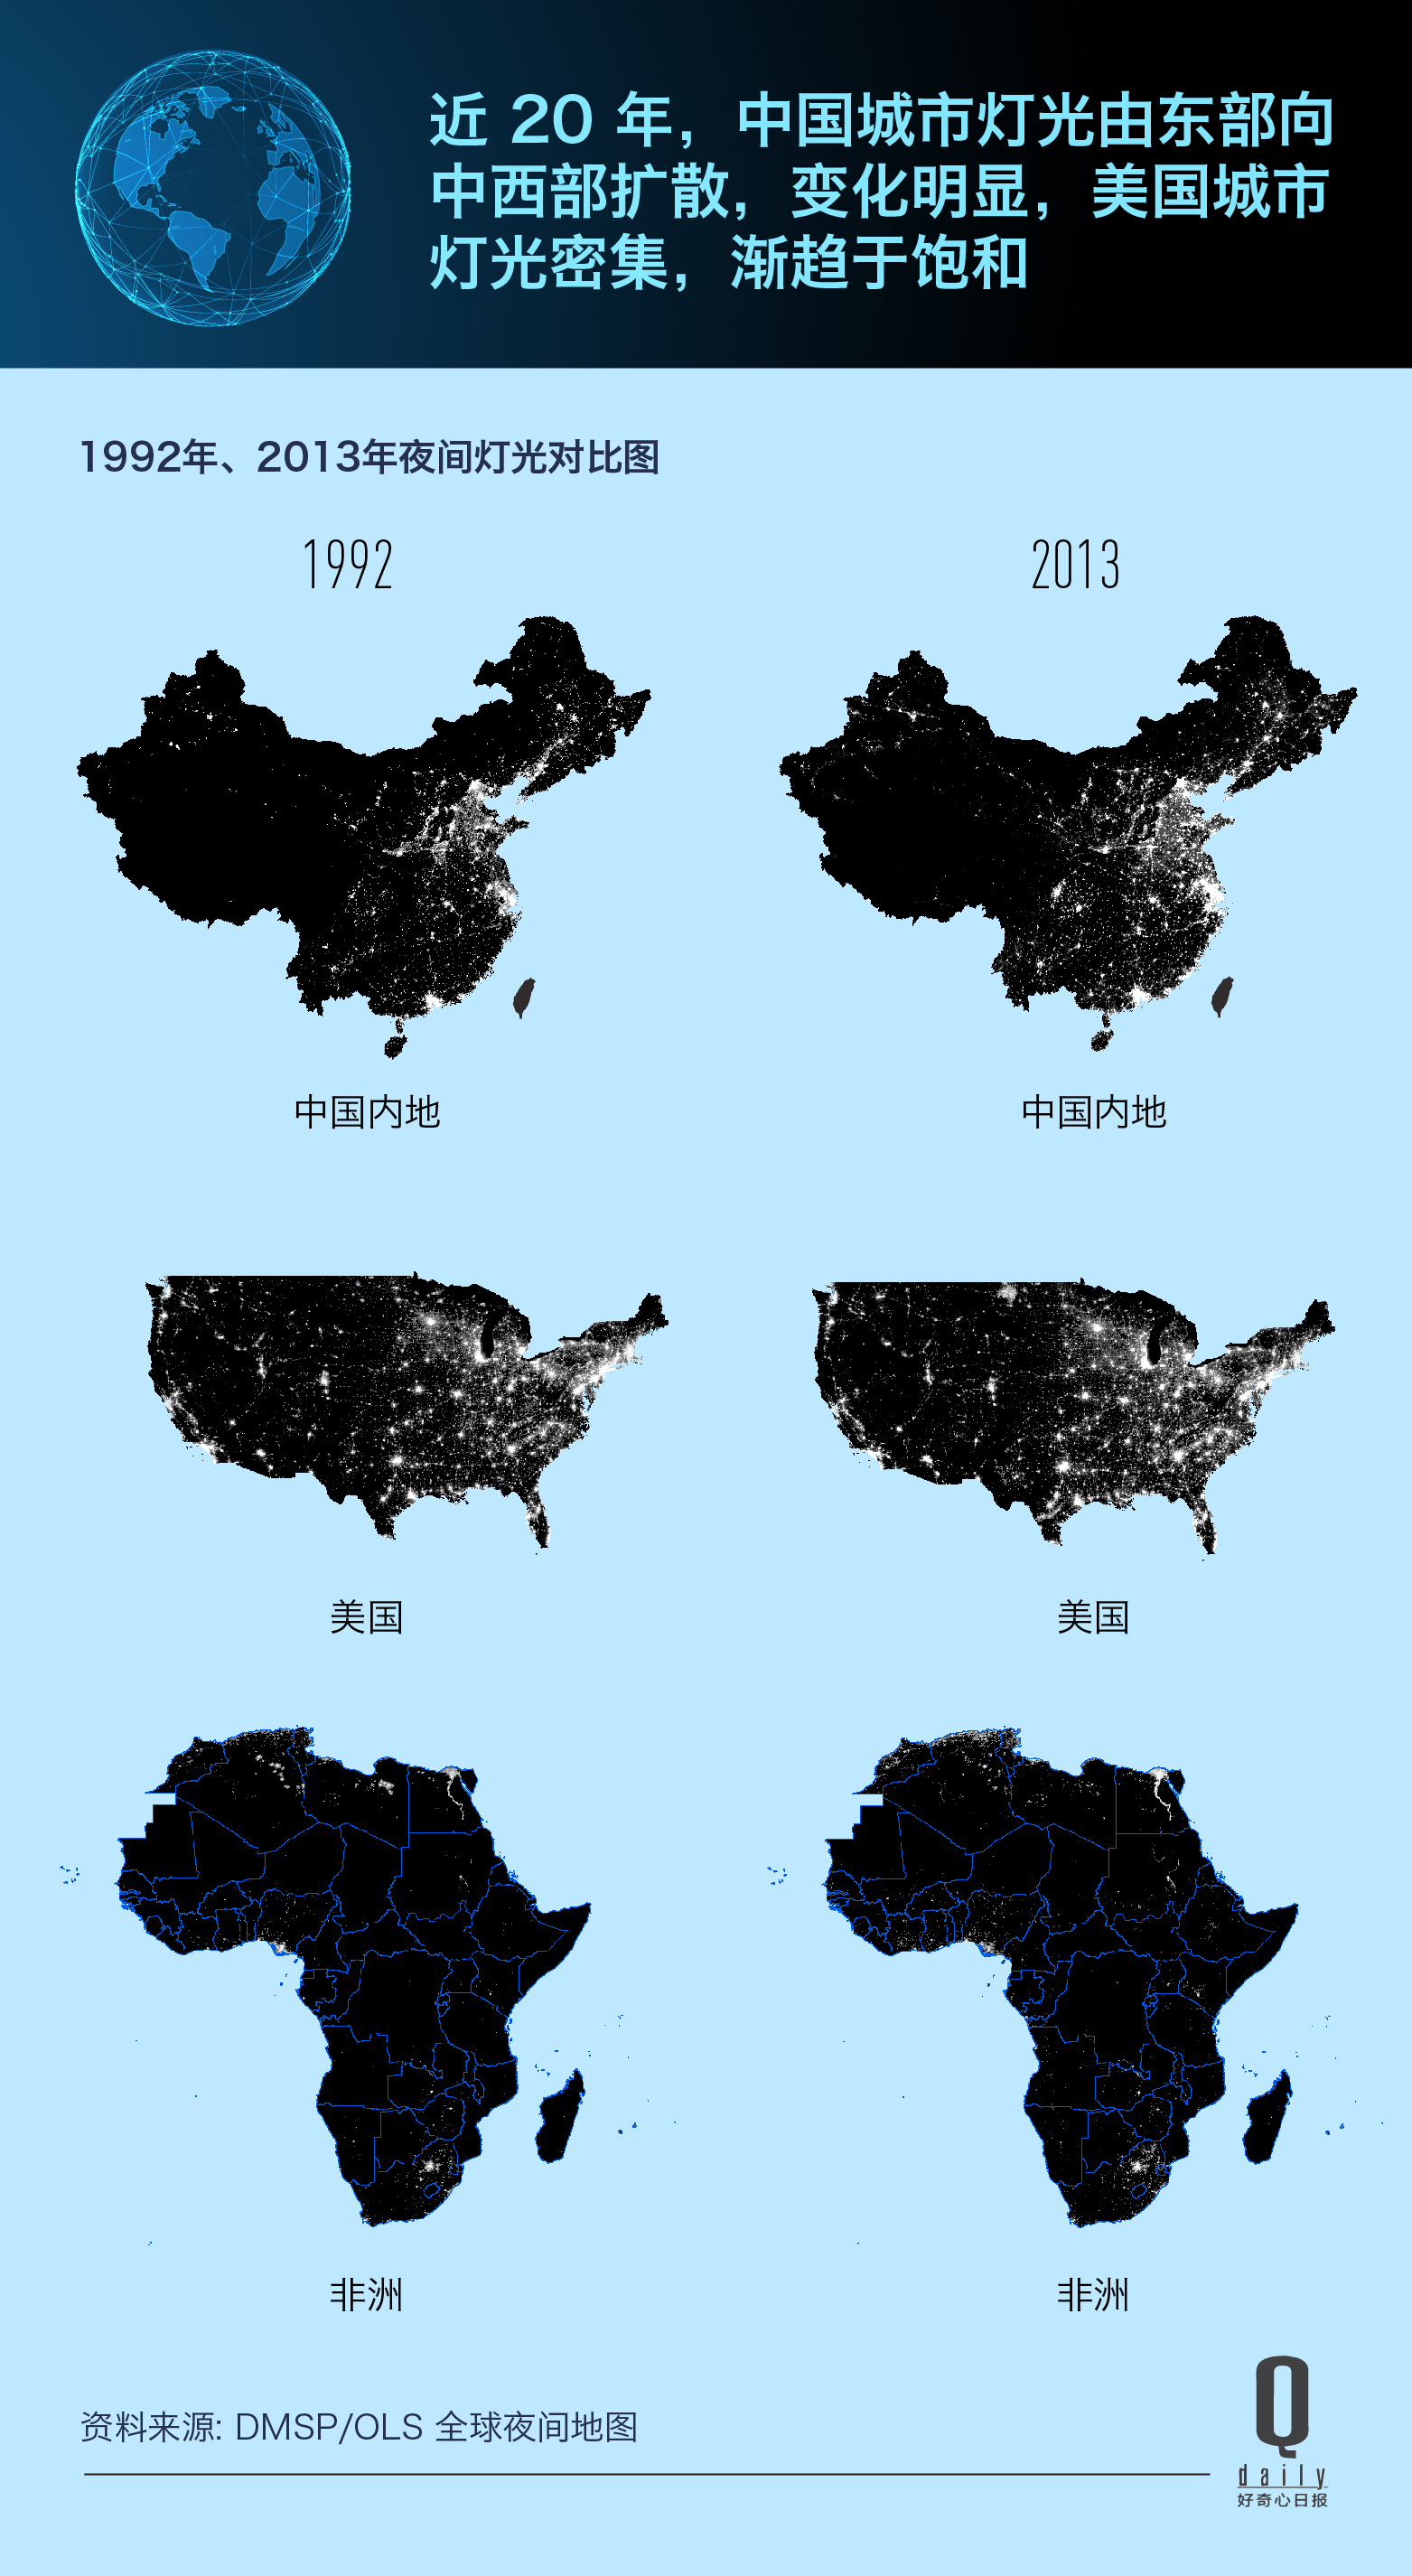 近 20 年，中国城市灯光由东部向
中西部扩散，变化明显，美国城市
灯光密集，渐趋于饱和
1992年、2013年夜间灯光对比图
1992
2013
中国内地
中国内地
美国
美国
非洲
非洲
资料来源: DMSP/OLS 全球夜间地图
Q
daily
好奇心日报